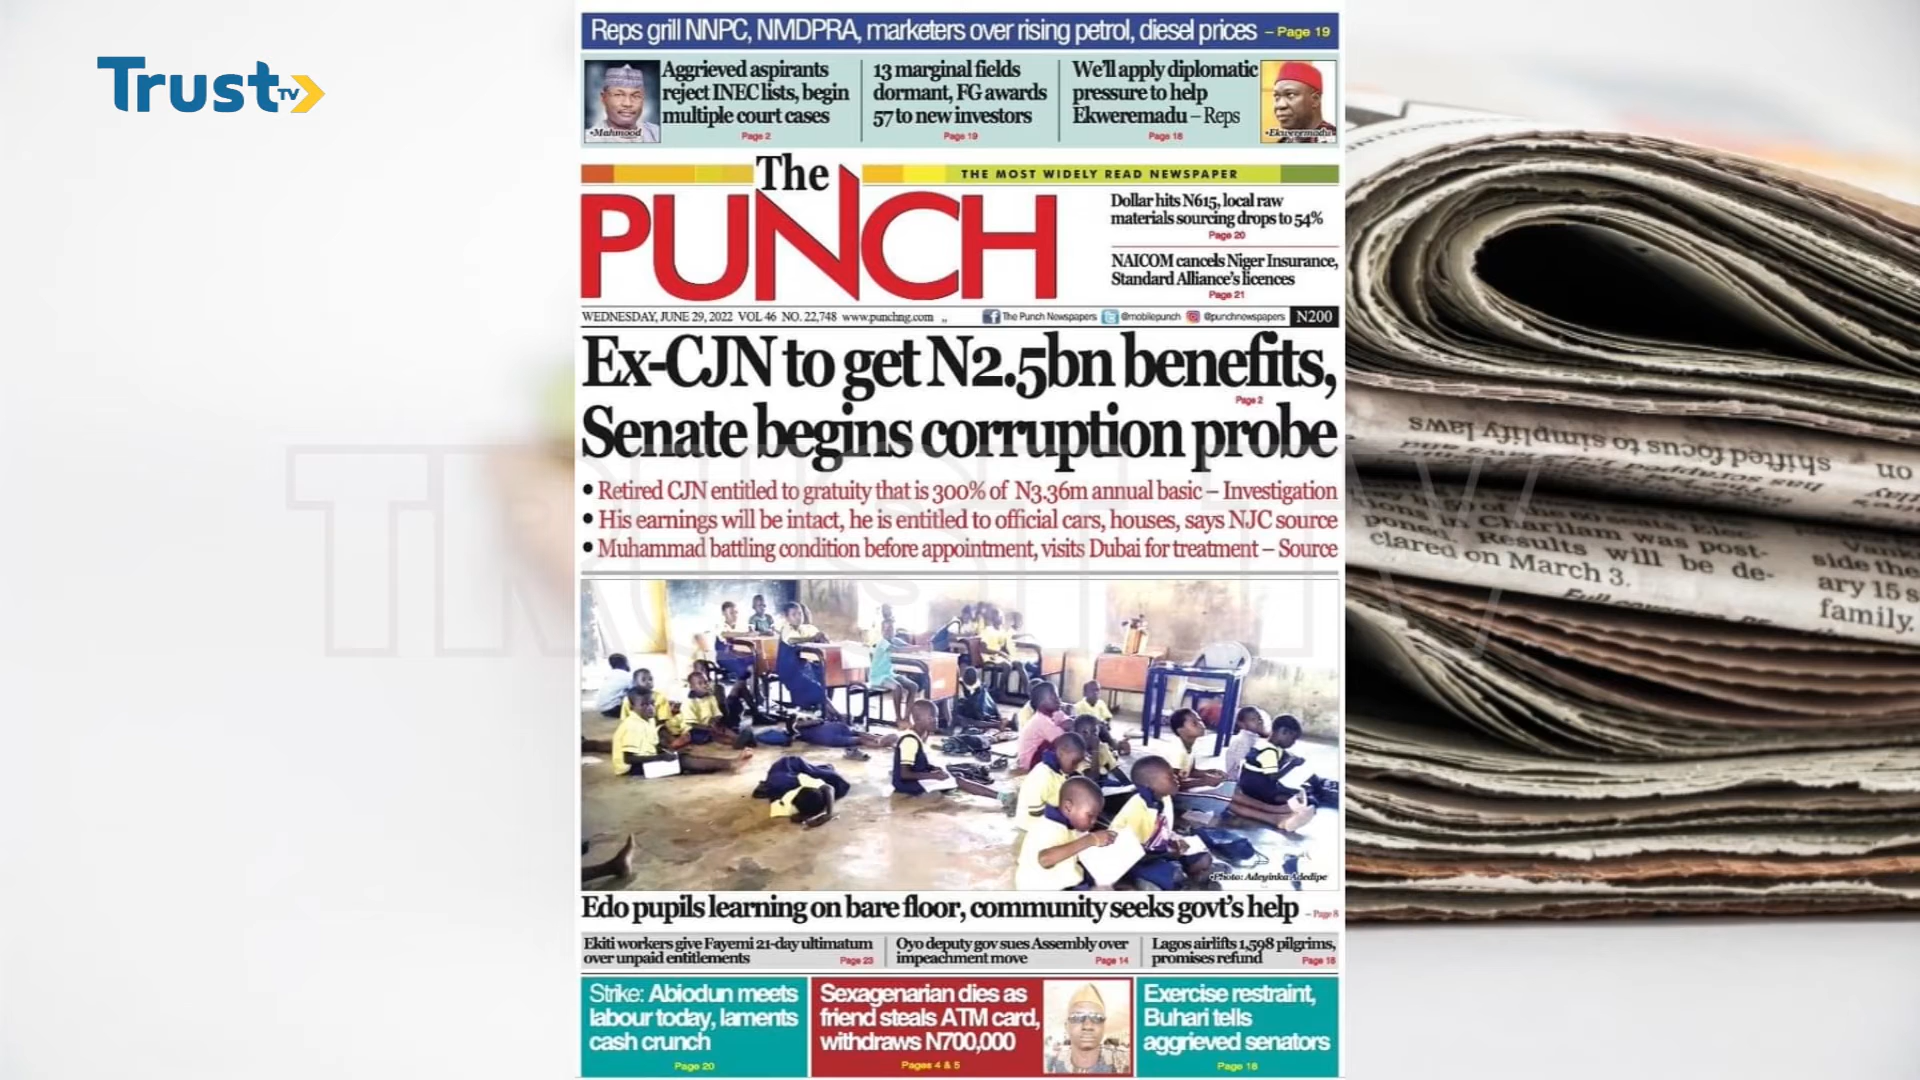 Trust TV
Reps grill NNPC, NMDPRA, marketers over rising petrol, diesel prices – Page 19
•Mahmood
Aggrieved aspirants
reject INEC lists, begin
multiple court cases
Page 2
13 marginal fields
dormant, FG awards
57 to new investors
Page 19
We'll apply diplomatic
pressure to help
Ekweremadu – Reps
Page 18
•Ekweremadu
The
PUNCH
THE MOST WIDELY READ NEWSPAPER
Dollar hits N615, local raw
materials sourcing drops to 54%
Page 20
NAICOM cancels Niger Insurance,
Standard Alliance's licences
Page 21
WEDNESDAY, JUNE 29, 2022 VOL 46 NO. 22,748 www.punchng.com ,, The Punch Newspapers @mobilepunch @punchnewspapers N200
Ex-CJN to get N2.5bn benefits,
Page 2
Senate begins corruption probe
• Retired CJN entitled to gratuity that is 300% of N3.36m annual basic – Investigation
• His earnings will be intact, he is entitled to official cars, houses, says NJC source
• Muhammad battling condition before appointment, visits Dubai for treatment – Source
TRUST TV
•Photo: Adeyinka Adedipe
Edo pupils learning on bare floor, community seeks govt's help – Page 8
Ekiti workers give Fayemi 21-day ultimatum
over unpaid entitlements Page 23
Oyo deputy gov sues Assembly over
impeachment move Page 14
Lagos airlifts 1,598 pilgrims,
promises refund Page 18
Strike: Abiodun meets
labour today, laments
cash crunch
Page 20
Sexagenarian dies as
friend steals ATM card,
withdraws N700,000
Pages 4 & 5
Exercise restraint,
Buhari tells
aggrieved senators
Page 18
shifted focus to simplify laws
on
has scrapped
ions in Charilam was post-
poned. Results will be de-
clared on March 3.
side the
ary 15 s
family.